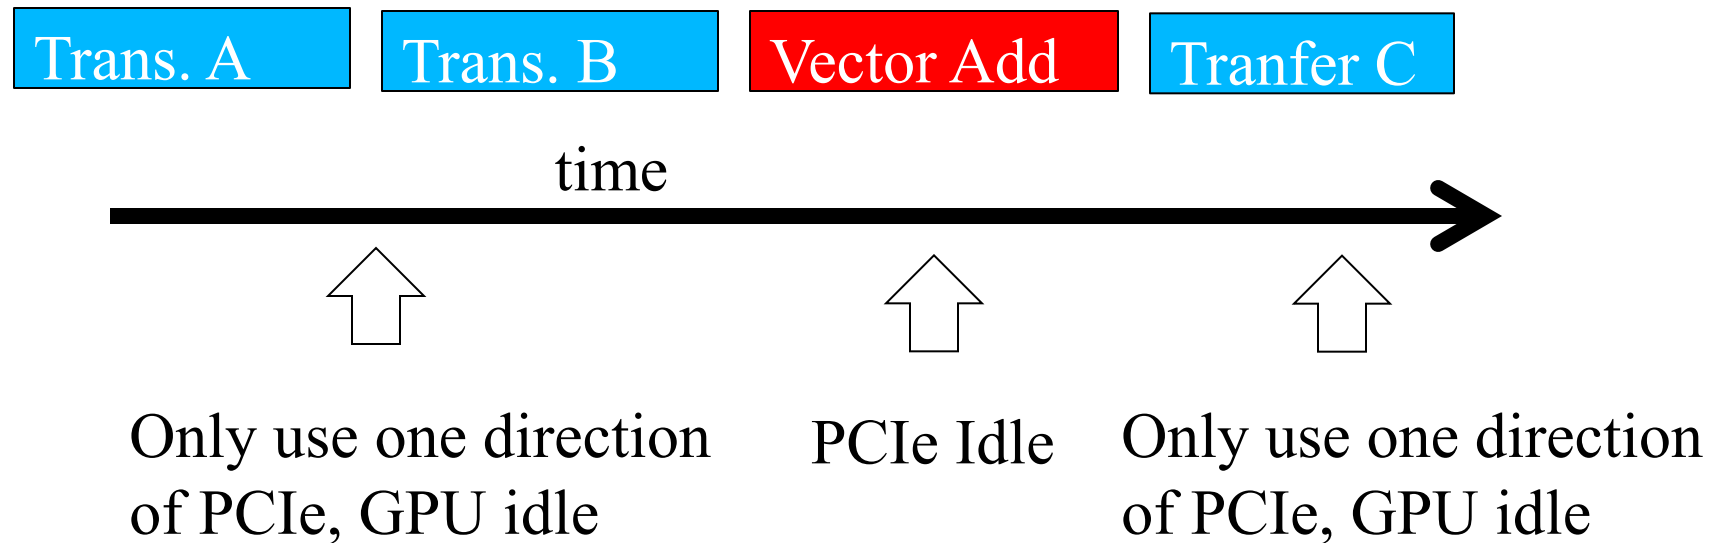 Trans. A
Trans. B
Vector Add
Tranfer C
time
Only use one direction
of PCIe, GPU idle
PCIe Idle
Only use one direction
of PCIe, GPU idle